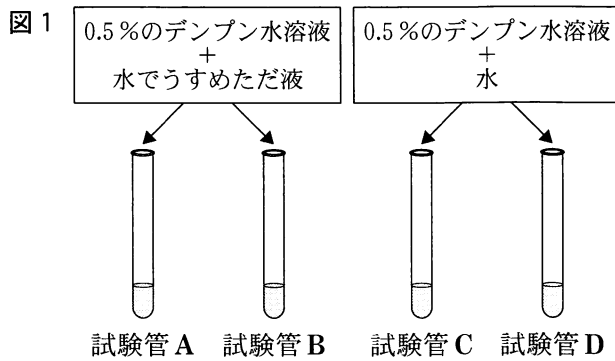 図1
0.5%のデンプン水溶液
+
水でうすめただ液
0.5%のデンプン水溶液
+
水
試験管A 試験管B 試験管C 試験管D